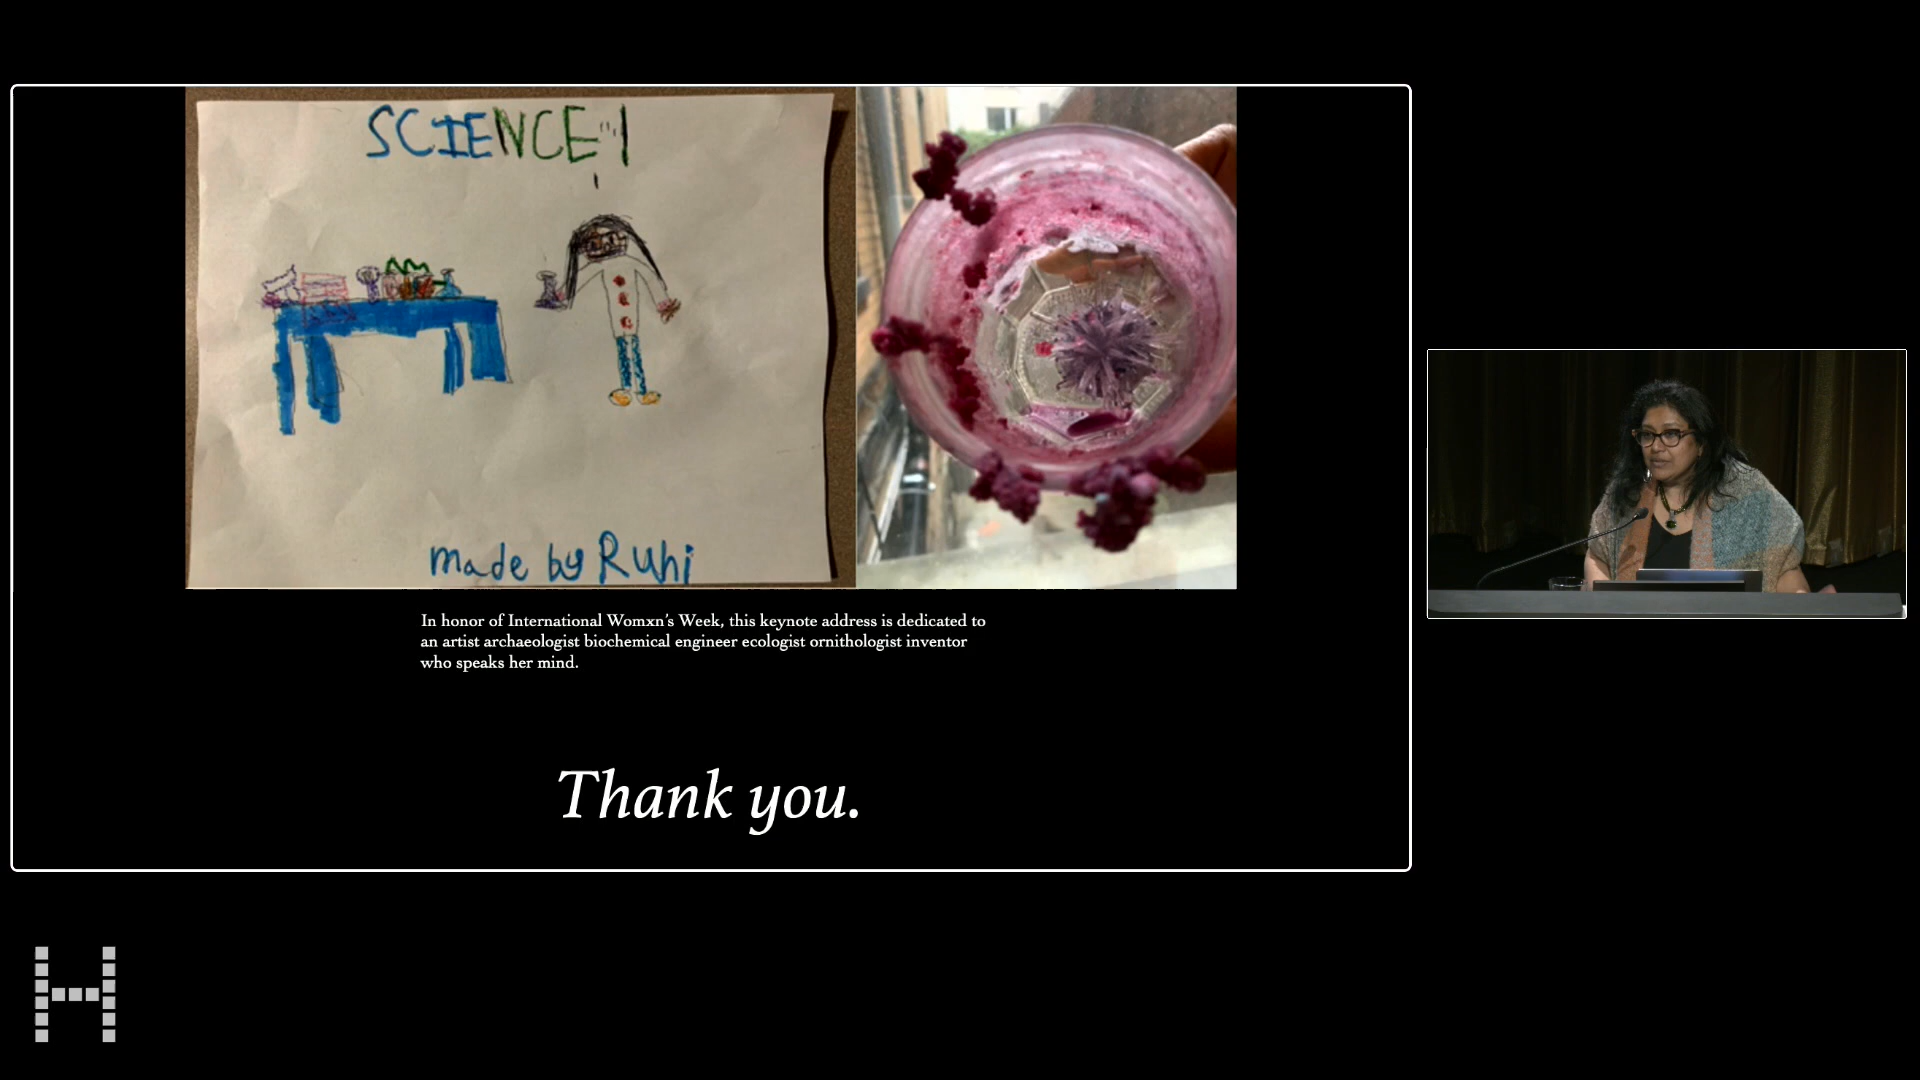 SCIENCE!
made by Ruhi
In honor of International Womxn's Week, this keynote address is dedicated to
an artist archaeologist biochemical engineer ecologist ornithologist inventor
who speaks her mind.
Thank you.
H